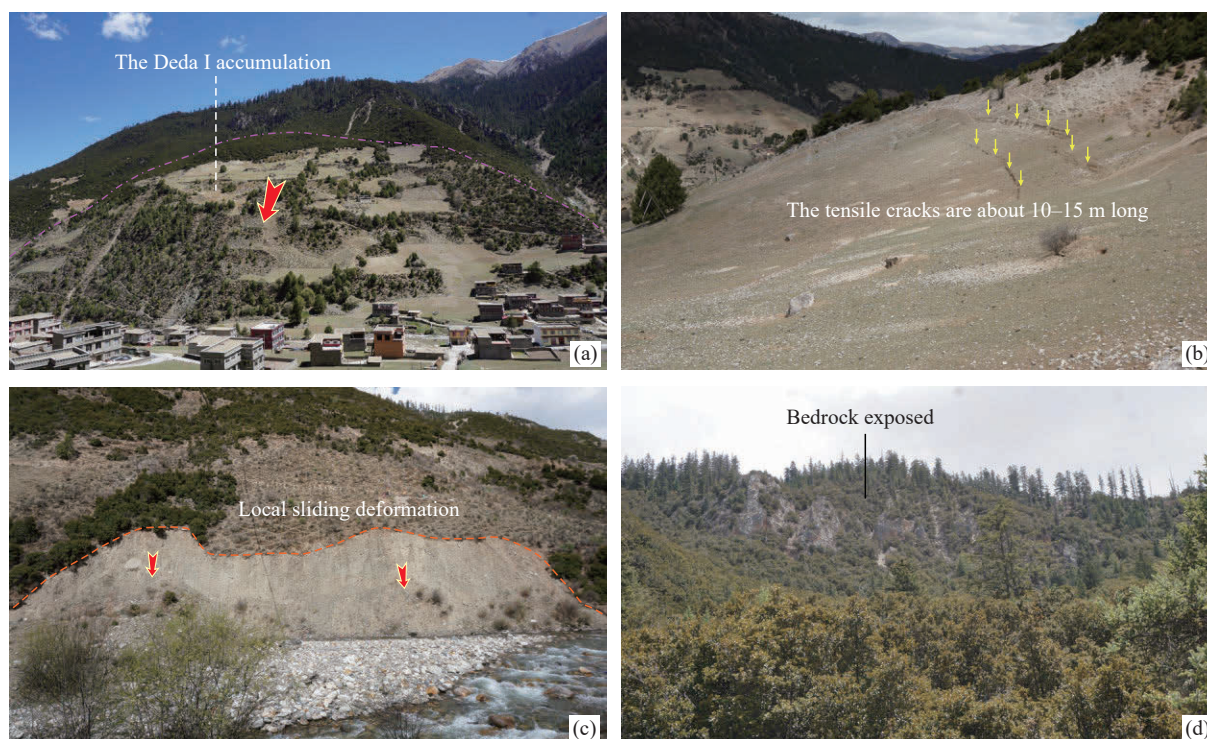 The Deda I accumulation
(a)
The tensile cracks are about 10–15 m long
(b)
Local sliding deformation
(c)
Bedrock exposed
(d)